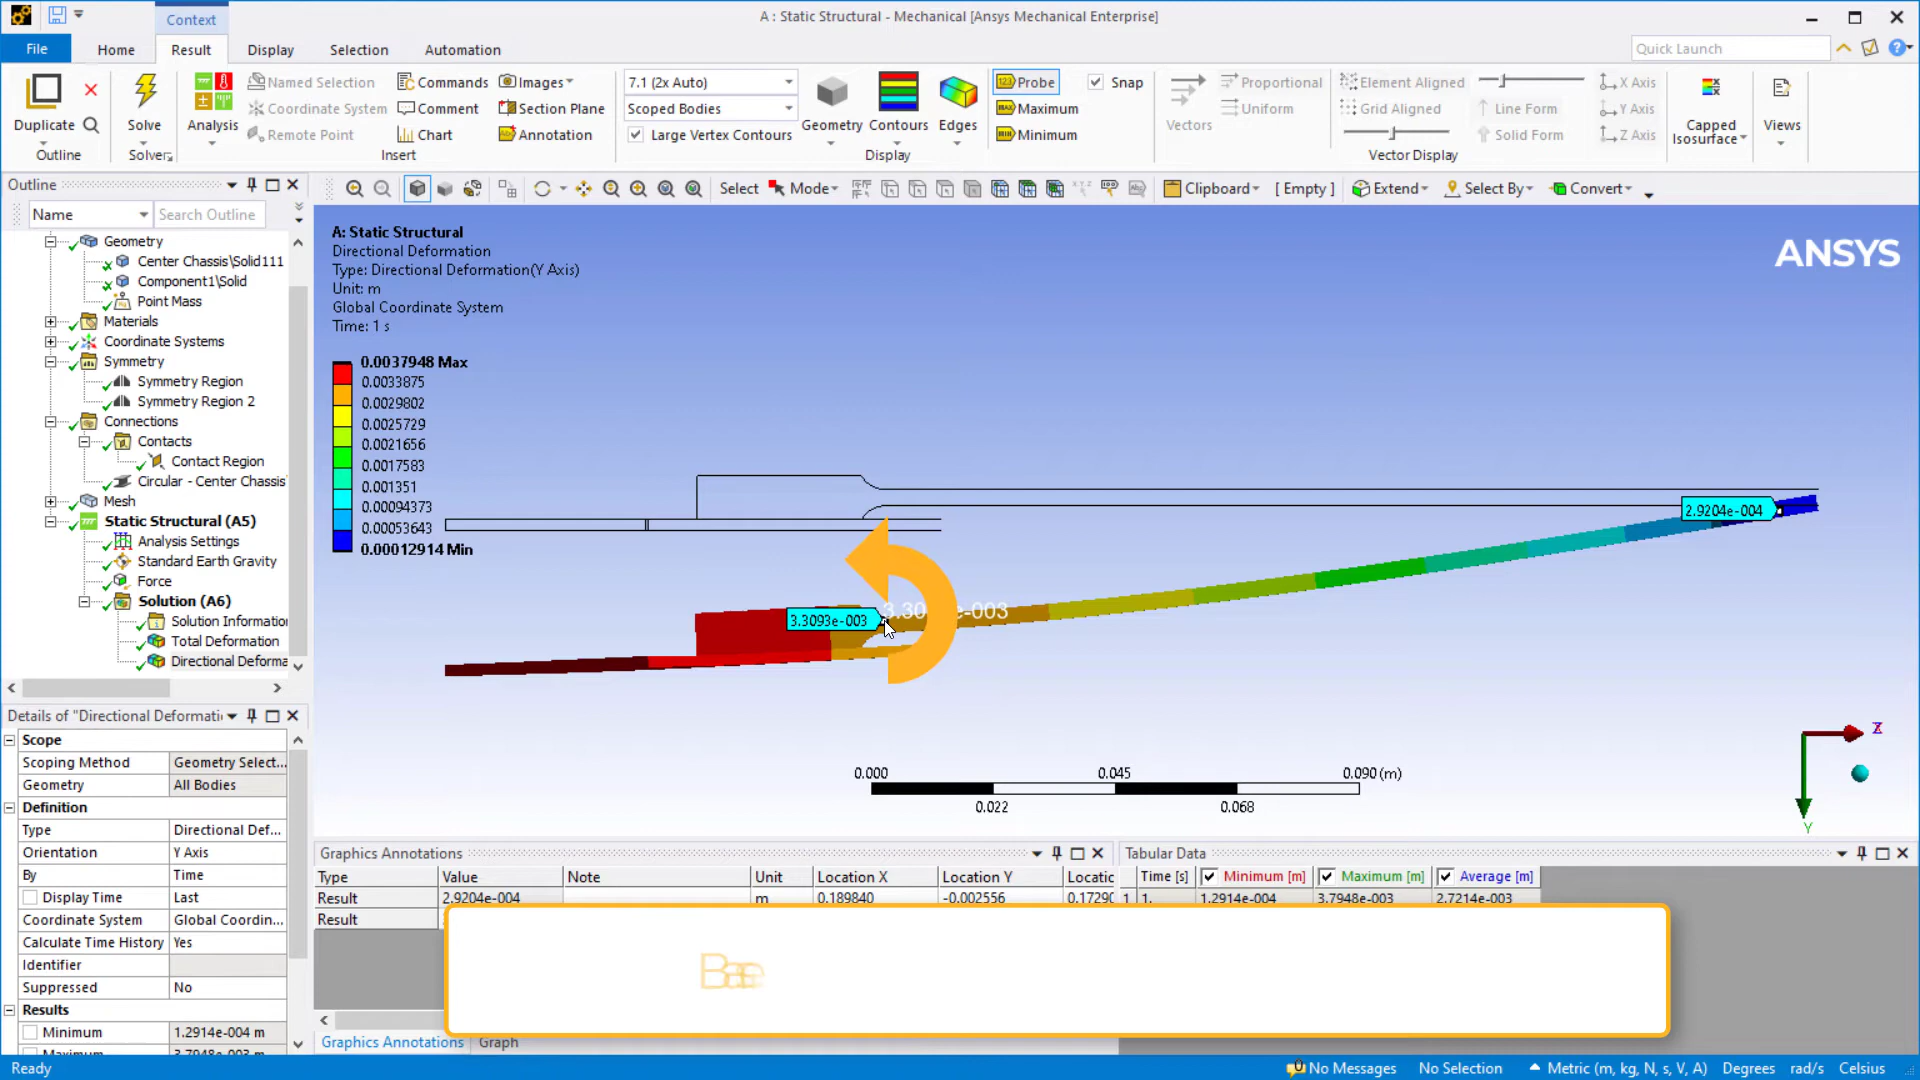 Context
A : Static Structural - Mechanical [Ansys Mechanical Enterprise]
File
Home
Result
Display
Selection
Automation
Quick Launch
Duplicate
Outline
Solve
Solver
Analysis
Named Selection
Coordinate System
Remote Point
Commands
Comment
Chart
Images
Section Plane
Annotation
Insert
7.1 (2x Auto)
Scoped Bodies
Large Vertex Contours
Geometry
Contours
Edges
Display
Probe
Maximum
Minimum
Snap
Vectors
Proportional
Uniform
Element Aligned
Grid Aligned
Line Form
Solid Form
X Axis
Y Axis
Z Axis
Vector Display
Capped
Isosurface
Views
Outline
Name
Search Outline
Select
Mode
Clipboard
[ Empty ]
Extend
Select By
Convert
Geometry
Center Chassis\Solid111
Component1\Solid
Point Mass
Materials
Coordinate Systems
Symmetry
Symmetry Region
Symmetry Region 2
Connections
Contacts
Contact Region
Circular - Center Chassis
Mesh
Static Structural (A5)
Analysis Settings
Standard Earth Gravity
Force
Solution (A6)
Solution Information
Total Deformation
Directional Deforma
A: Static Structural
Directional Deformation
Type: Directional Deformation(Y Axis)
Unit: m
Global Coordinate System
Time: 1 s
0.0037948 Max
0.0033875
0.0029802
0.0025729
0.0021656
0.0017583
0.001351
0.00094373
0.00053643
0.00012914 Min
ANSYS
2.9204e-004
3.3093e-003
0.000
0.045
0.090 (m)
0.022
0.068
Z
Y
Details of "Directional Deformati
Scope
Scoping Method Geometry Select...
Geometry All Bodies
Definition
Type Directional Def...
Orientation Y Axis
By Time
Display Time Last
Coordinate System Global Coordin...
Calculate Time History Yes
Identifier
Suppressed No
Results
Minimum 1.2914e-004 m
Maximum 3.7948e-003 m
Graphics Annotations
Type Value Note Unit Location X Location Y Locatic
Result 2.9204e-004 m 0.189840 -0.002556 0.1729
Result
Graphics Annotations
Graph
Tabular Data
Time [s] Minimum [m] Maximum [m] Average [m]
1 1. 1.2914e-004 3.7948e-003 2.7214e-003
Ready
No Messages
No Selection
Metric (m, kg, N, s, V, A)
Degrees
rad/s
Celsius